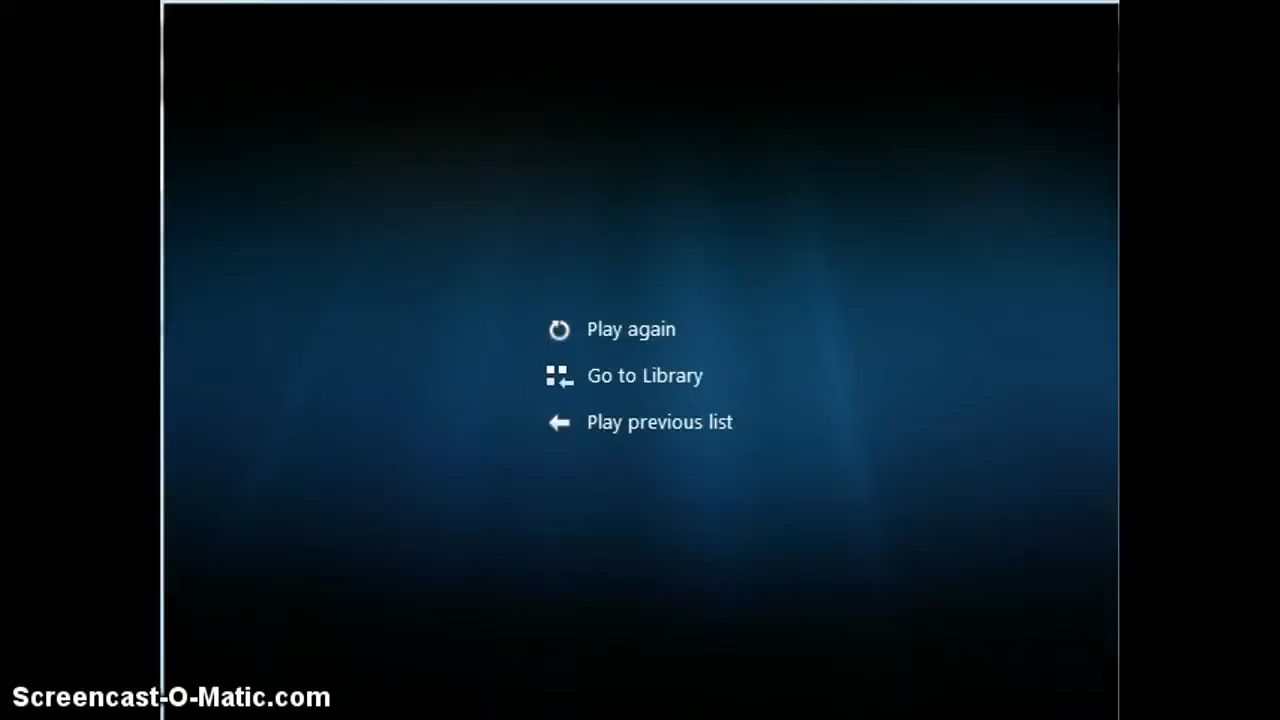 Play again
Go to Library
Play previous list
Screencast-O-Matic.com